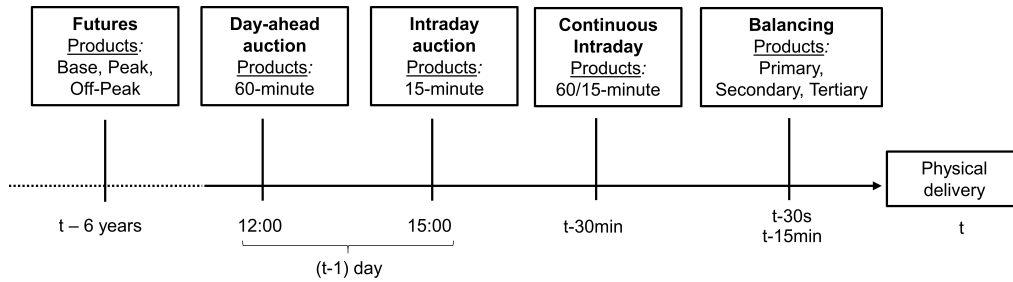 Futures
Products:
Base, Peak,
Off-Peak
Day-ahead
auction
Products:
60-minute
Intraday
auction
Products:
15-minute
Continuous
Intraday
Products:
60/15-minute
Balancing
Products:
Primary,
Secondary, Tertiary
Physical
delivery
t – 6 years
12:00
15:00
t-30min
t-30s
t-15min
t
(t-1) day